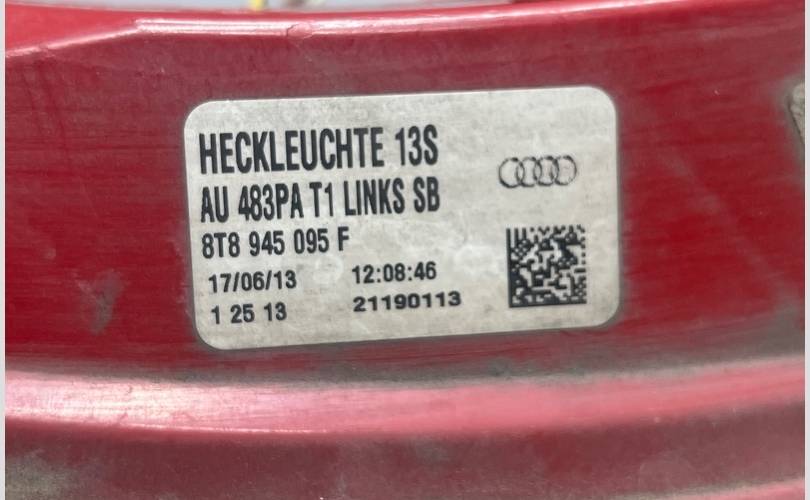 HECKLEUCHTE 13S
AU 483PA T1 LINKS SB
8T8 945 095 F
17/06/13 12:08:46
1 25 13 21190113